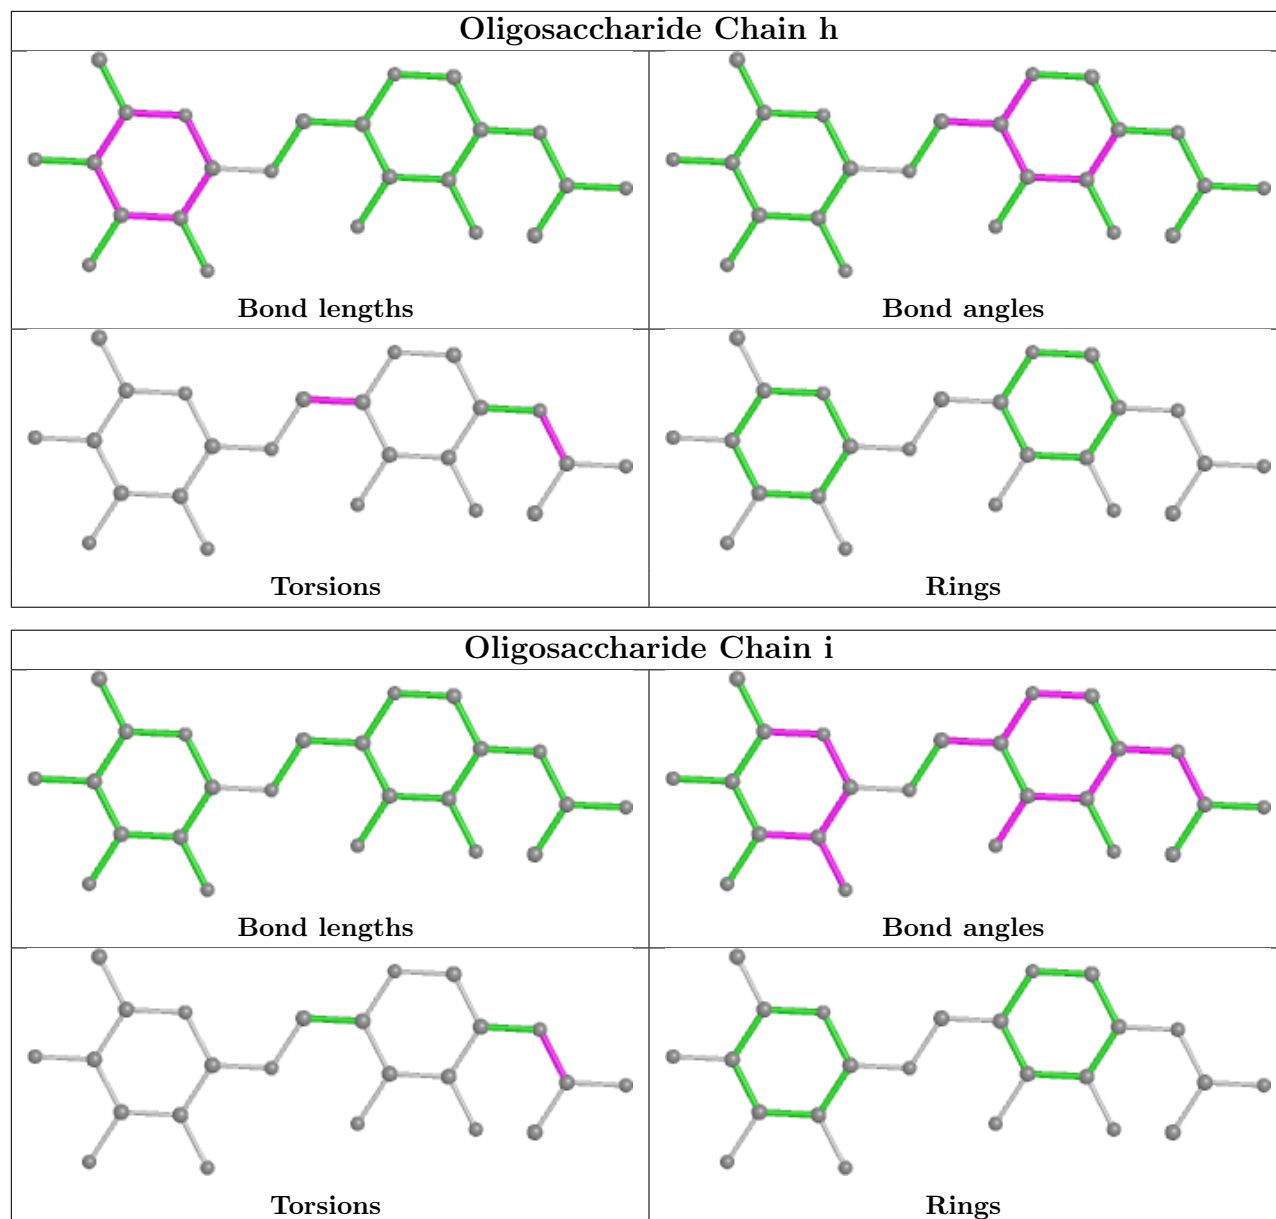 Oligosaccharide Chain h
Bond lengths
Bond angles
Torsions
Rings
Oligosaccharide Chain i
Bond lengths
Bond angles
Torsions
Rings